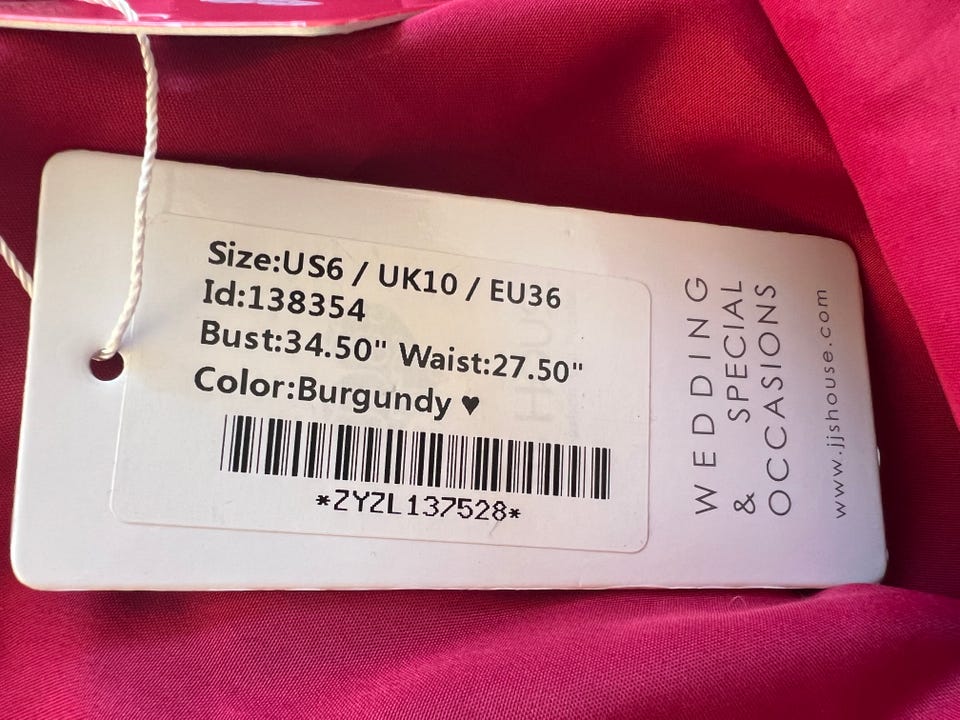 Size:US6 / UK10 / EU36
Id:138354
Bust:34.50" Waist:27.50"
Color:Burgundy ♥
*ZYZL137528*
WEDDING
& SPECIAL
OCCASIONS
www.jjshouse.com